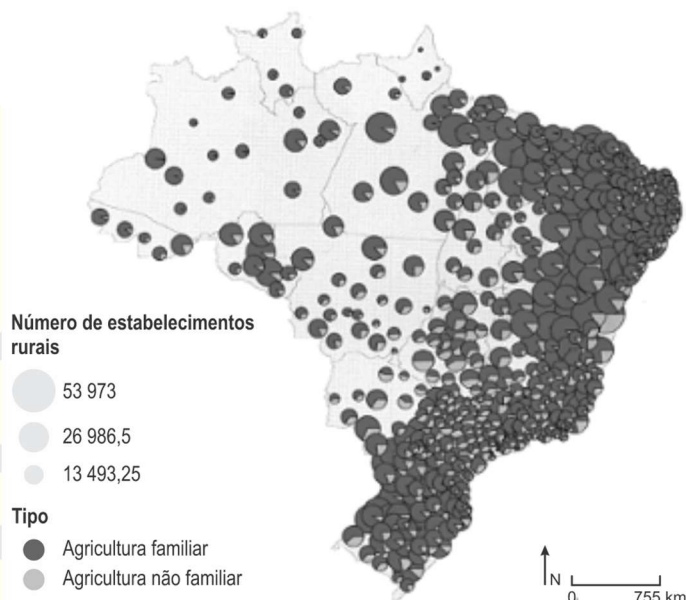 Número de estabelecimentos
rurais
53 973
26 986,5
13 493,25
Tipo
Agricultura familiar
Agricultura não familiar
N
0 755 km